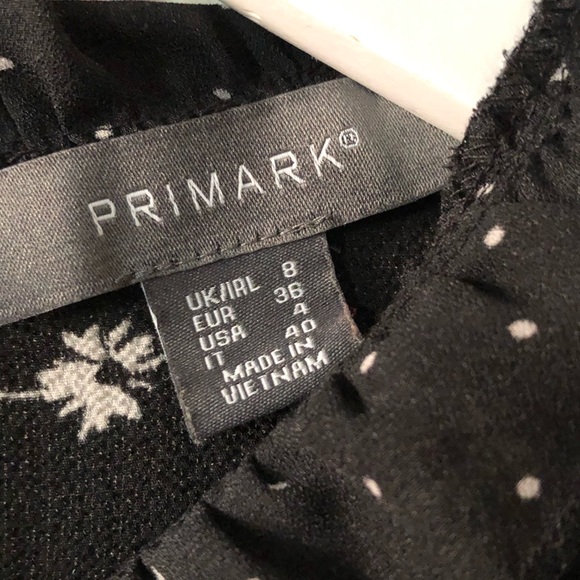 PRIMARK®
UK/IRL 8
EUR 36
USA 4
IT 40
MADE IN
VIETNAM